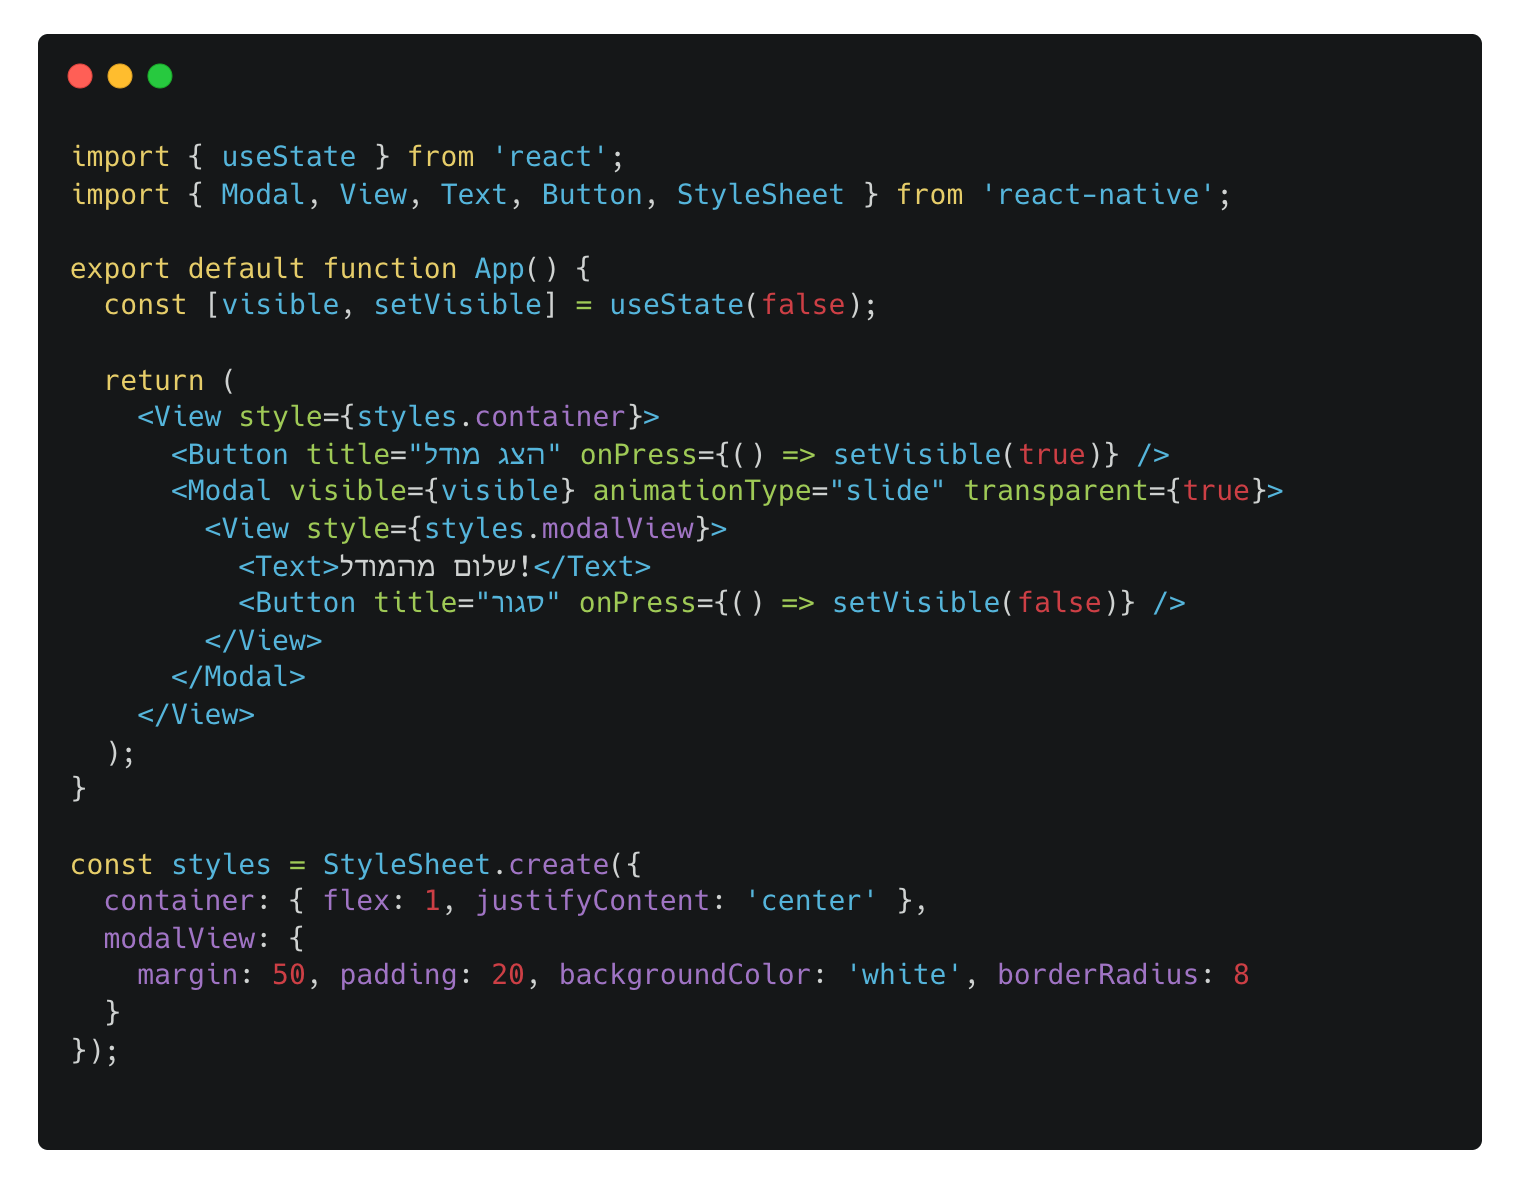 import { useState } from 'react';
import { Modal, View, Text, Button, StyleSheet } from 'react-native';

export default function App() {
  const [visible, setVisible] = useState(false);

  return (
    <View style={styles.container}>
      <Button title="הצג מודל" onPress={() => setVisible(true)} />
      <Modal visible={visible} animationType="slide" transparent={true}>
        <View style={styles.modalView}>
          <Text>שלום מהמודל!</Text>
          <Button title="סגור" onPress={() => setVisible(false)} />
        </View>
      </Modal>
    </View>
  );
}

const styles = StyleSheet.create({
  container: { flex: 1, justifyContent: 'center' },
  modalView: {
    margin: 50, padding: 20, backgroundColor: 'white', borderRadius: 8
  }
});